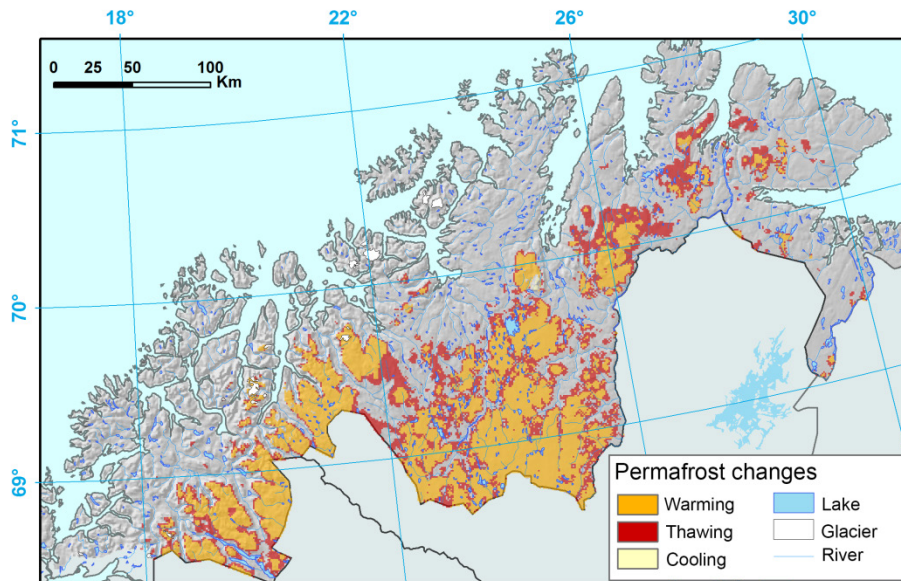 18° 22° 26° 30°
0 25 50 100
Km
71°
70°
69°
Permafrost changes
Warming Lake
Thawing Glacier
Cooling River